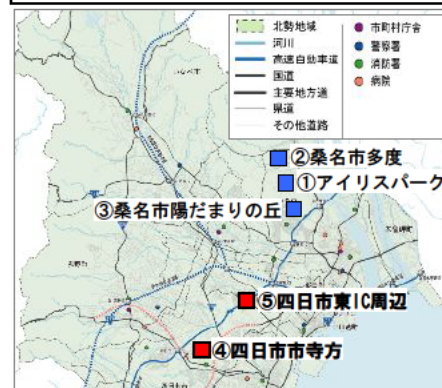 北勢地域
河川
高速自動車道
国道
主要地方道
県道
その他道路
市町村庁舎
警察署
消防署
病院
②桑名市多度
①アイリスパーク
③桑名市陽だまりの丘
⑤四日市東IC周辺
④四日市市寺方